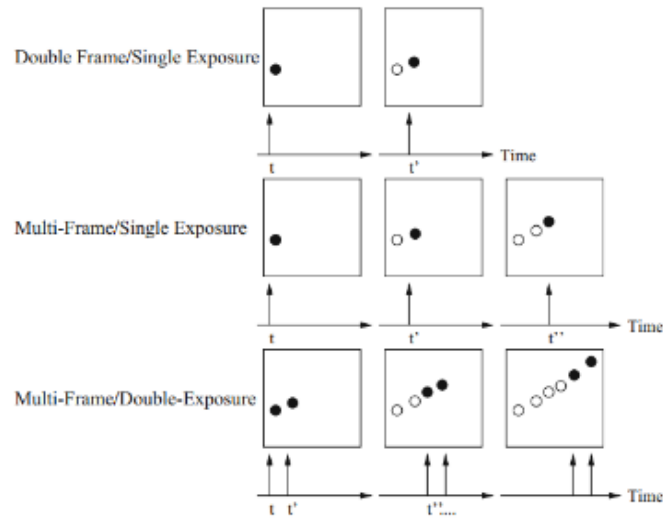 Double Frame/Single Exposure
t
t'
Time
Multi-Frame/Single Exposure
t
t'
t''
Time
Multi-Frame/Double-Exposure
t t'
t''....
Time